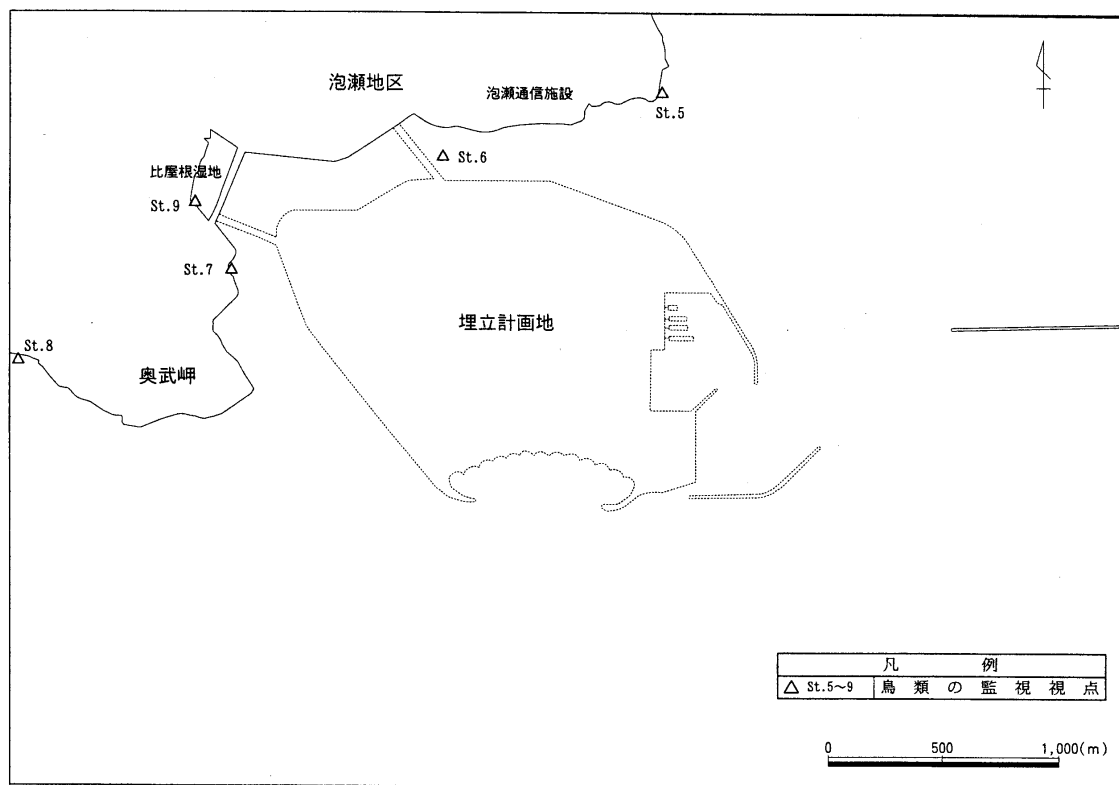 泡瀬地区
泡瀬通信施設
St.5
St.6
比屋根湿地
St.9
St.7
埋立計画地
St.8
奥武岬
凡 例
St.5~9 鳥類の監視視点
0 500 1,000(m)